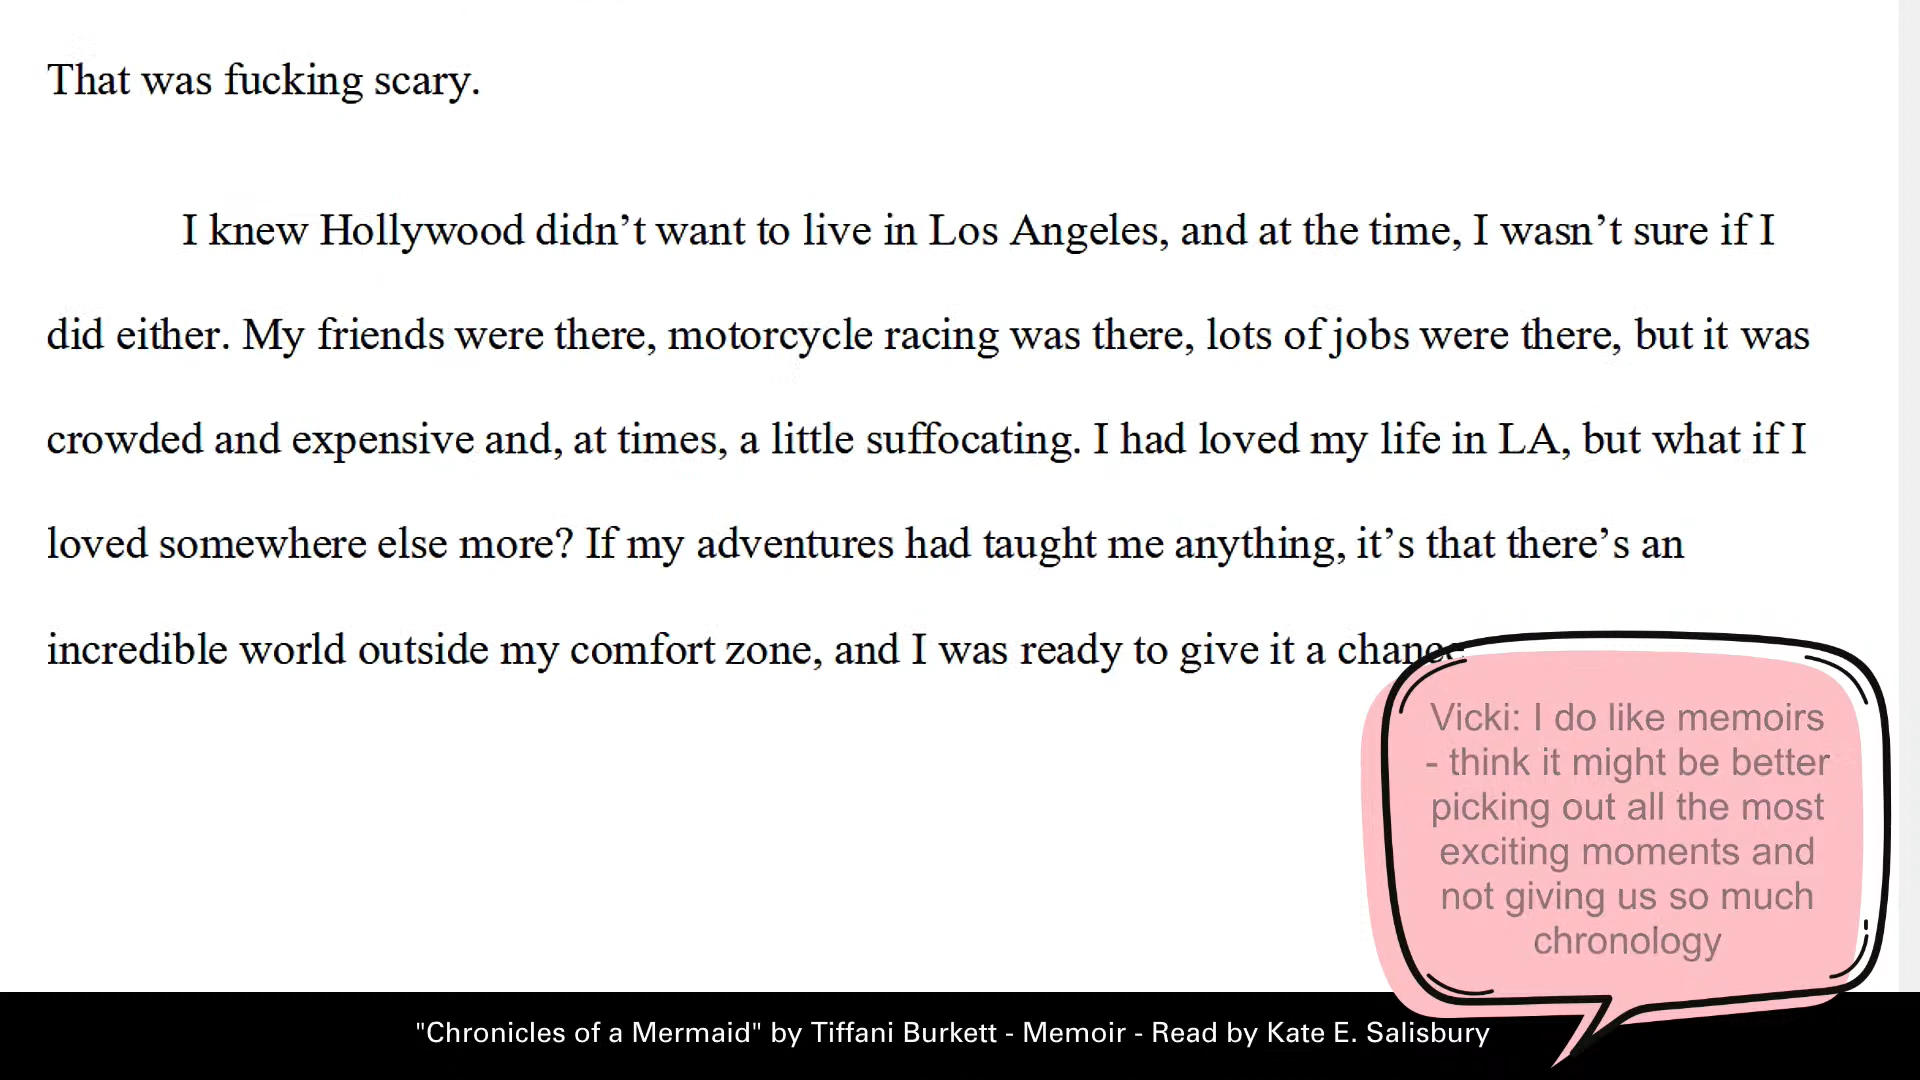 That was fucking scary.
I knew Hollywood didn’t want to live in Los Angeles, and at the time, I wasn’t sure if I
did either. My friends were there, motorcycle racing was there, lots of jobs were there, but it was
crowded and expensive and, at times, a little suffocating. I had loved my life in LA, but what if I
loved somewhere else more? If my adventures had taught me anything, it’s that there’s an
incredible world outside my comfort zone, and I was ready to give it a chance
Vicki: I do like memoirs
- think it might be better
picking out all the most
exciting moments and
not giving us so much
chronology
"Chronicles of a Mermaid" by Tiffani Burkett - Memoir - Read by Kate E. Salisbury